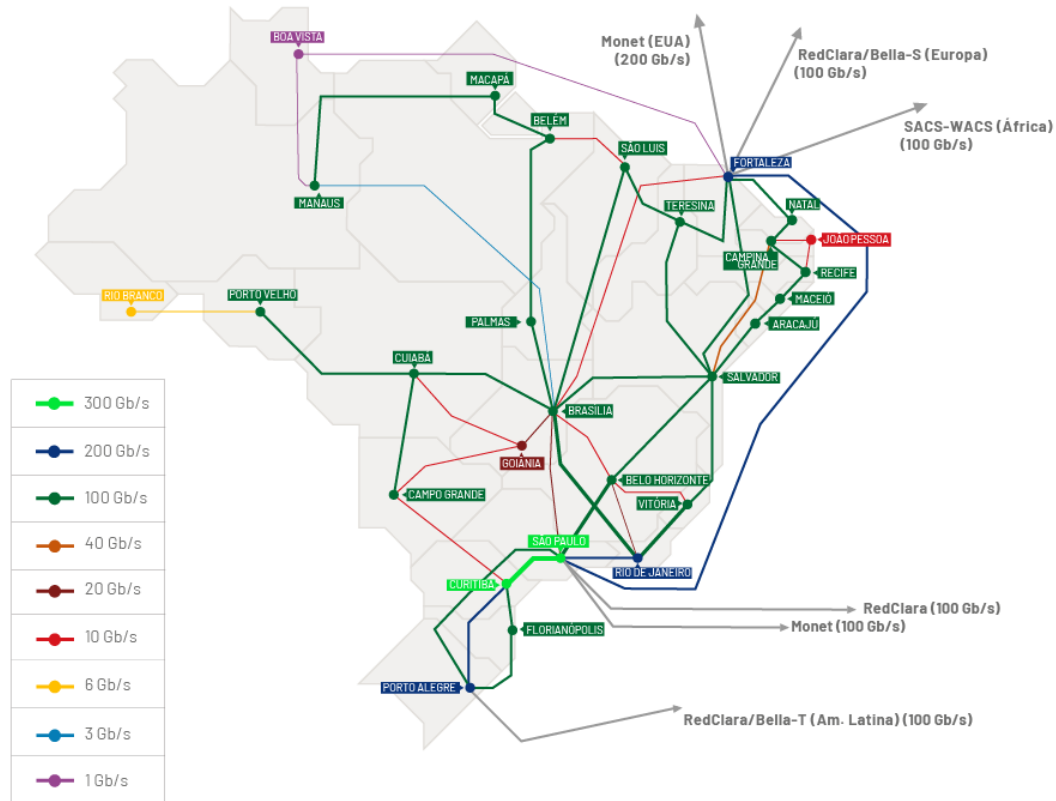 BOA VISTA
MACAPÁ
BELÉM
SÃO LUIS
MANAUS
TERESINA
FORTALEZA
NATAL
JOÃO PESSOA
CAMPINA
GRANDE
RECIFE
MACEIÓ
ARACAJÚ
SALVADOR
RIO BRANCO
PORTO VELHO
PALMAS
CUIABÁ
BRASÍLIA
GOIÂNIA
CAMPO GRANDE
BELO HORIZONTE
VITÓRIA
SÃO PAULO
RIO DE JANEIRO
CURITIBA
FLORIANÓPOLIS
PORTO ALEGRE
Monet (EUA)
(200 Gb/s)
RedClara/Bella-S (Europa)
(100 Gb/s)
SACS-WACS (África)
(100 Gb/s)
RedClara (100 Gb/s)
Monet (100 Gb/s)
RedClara/Bella-T (Am. Latina) (100 Gb/s)
300 Gb/s
200 Gb/s
100 Gb/s
40 Gb/s
20 Gb/s
10 Gb/s
6 Gb/s
3 Gb/s
1 Gb/s